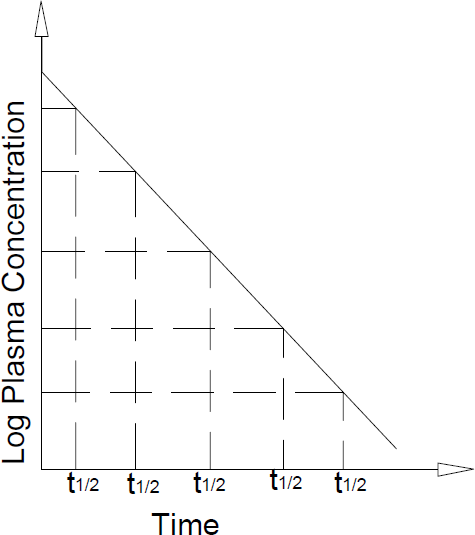 Log Plasma Concentration
t1/2 t1/2 t1/2 t1/2 t1/2
Time